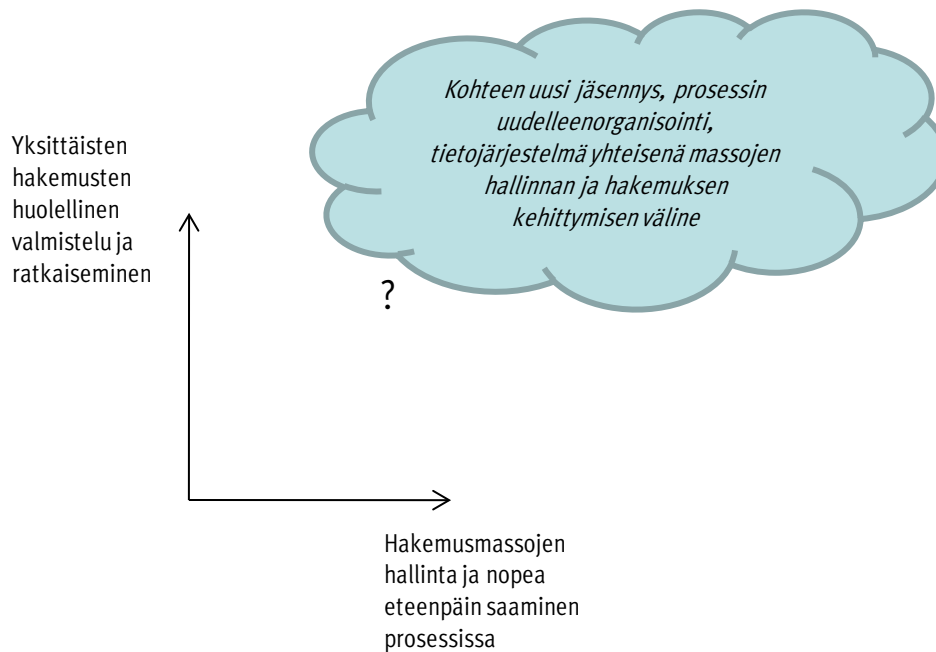 Kohteen uusi jäsennys, prosessin
uudelleenorganisointi,
tietojärjestelmä yhteisenä massojen
hallinnan ja hakemuksen
kehittymisen väline
Yksittäisten
hakemusten
huolellinen
valmistelu ja
ratkaiseminen
?
Hakemusmassojen
hallinta ja nopea
eteenpäin saaminen
prosessissa